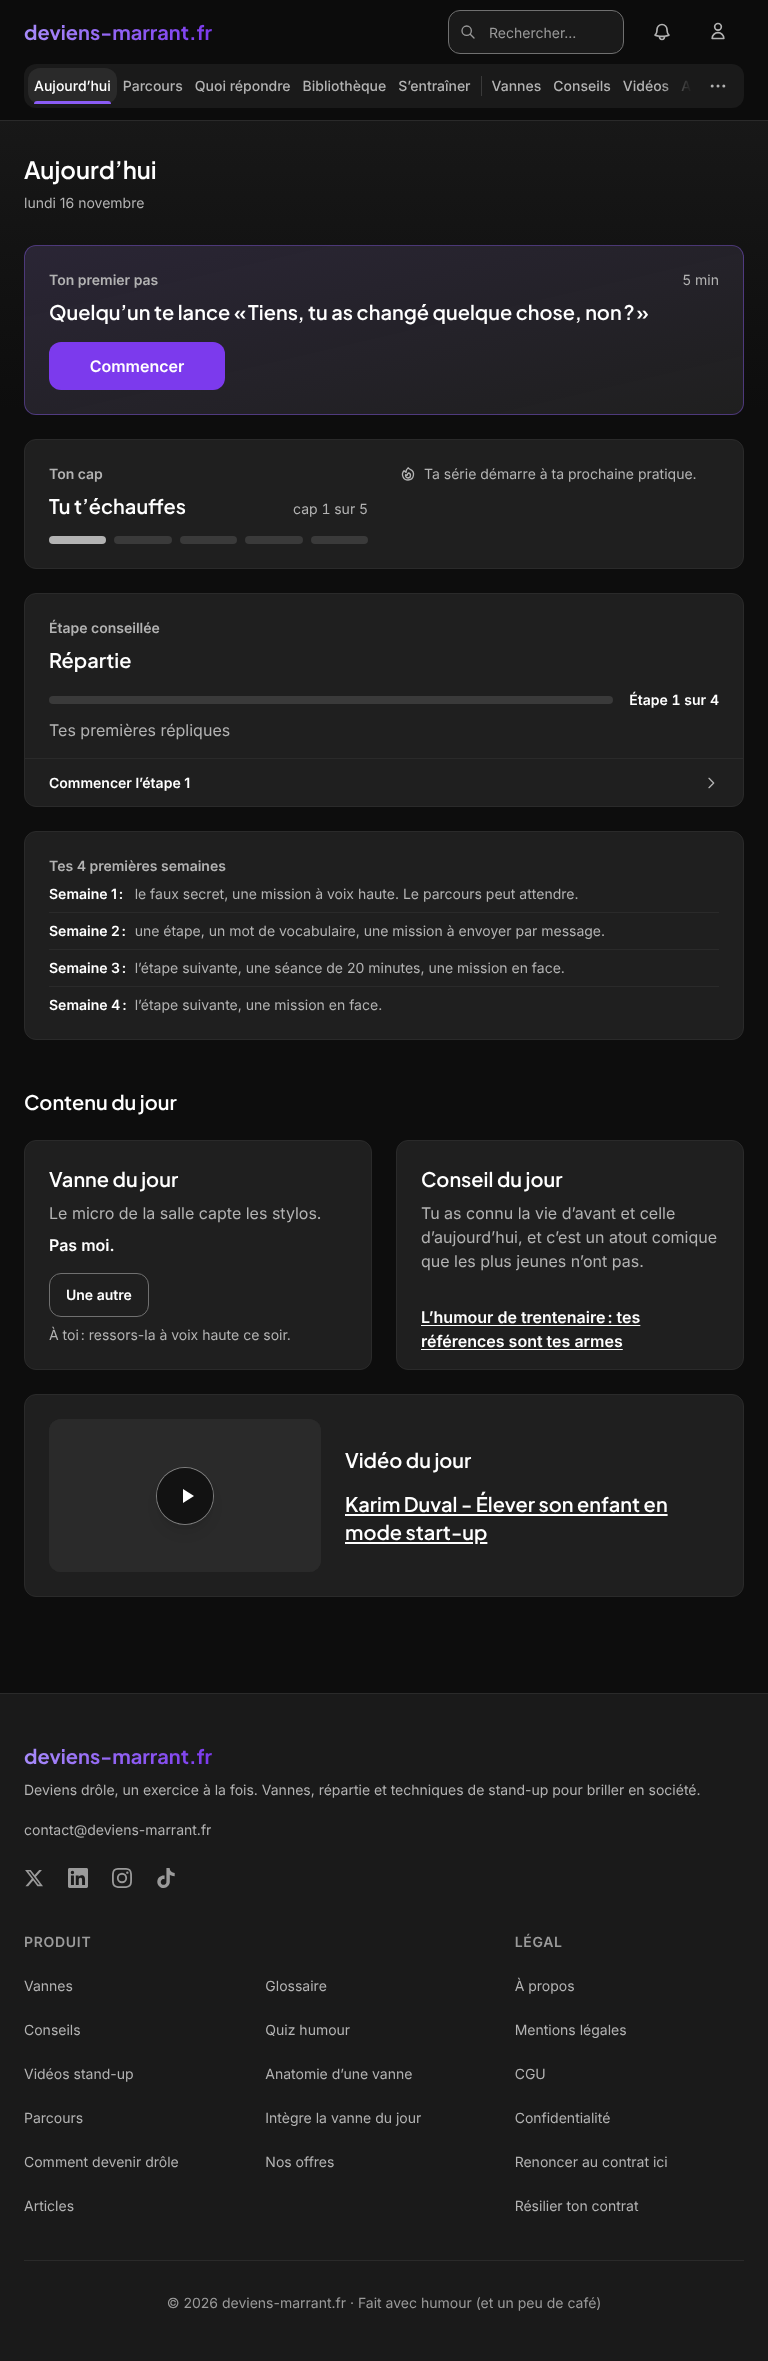 deviens-marrant.fr
Rechercher...
Aujourd’hui Parcours Quoi répondre Bibliothèque S’entraîner Vannes Conseils Vidéos
Aujourd’hui
lundi 16 novembre
Ton premier pas
5 min
Quelqu’un te lance « Tiens, tu as changé quelque chose, non ? »
Commencer
Ton cap
Tu t’échauffes
cap 1 sur 5
Ta série démarre à ta prochaine pratique.
Étape conseillée
Répartie
Étape 1 sur 4
Tes premières répliques
Commencer l’étape 1
Tes 4 premières semaines
Semaine 1 : le faux secret, une mission à voix haute. Le parcours peut attendre.
Semaine 2 : une étape, un mot de vocabulaire, une mission à envoyer par message.
Semaine 3 : l’étape suivante, une séance de 20 minutes, une mission en face.
Semaine 4 : l’étape suivante, une mission en face.
Contenu du jour
Vanne du jour
Le micro de la salle capte les stylos.
Pas moi.
Une autre
À toi : ressors-la à voix haute ce soir.
Conseil du jour
Tu as connu la vie d’avant et celle
d’aujourd’hui, et c’est un atout comique
que les plus jeunes n’ont pas.
L’humour de trentenaire : tes
références sont tes armes
Vidéo du jour
Karim Duval - Élever son enfant en
mode start-up
deviens-marrant.fr
Deviens drôle, un exercice à la fois. Vannes, répartie et techniques de stand-up pour briller en société.
contact@deviens-marrant.fr
PRODUIT
Vannes
Conseils
Vidéos stand-up
Parcours
Comment devenir drôle
Articles
Glossaire
Quiz humour
Anatomie d’une vanne
Intègre la vanne du jour
Nos offres
LÉGAL
À propos
Mentions légales
CGU
Confidentialité
Renoncer au contrat ici
Résilier ton contrat
© 2026 deviens-marrant.fr · Fait avec humour (et un peu de café)